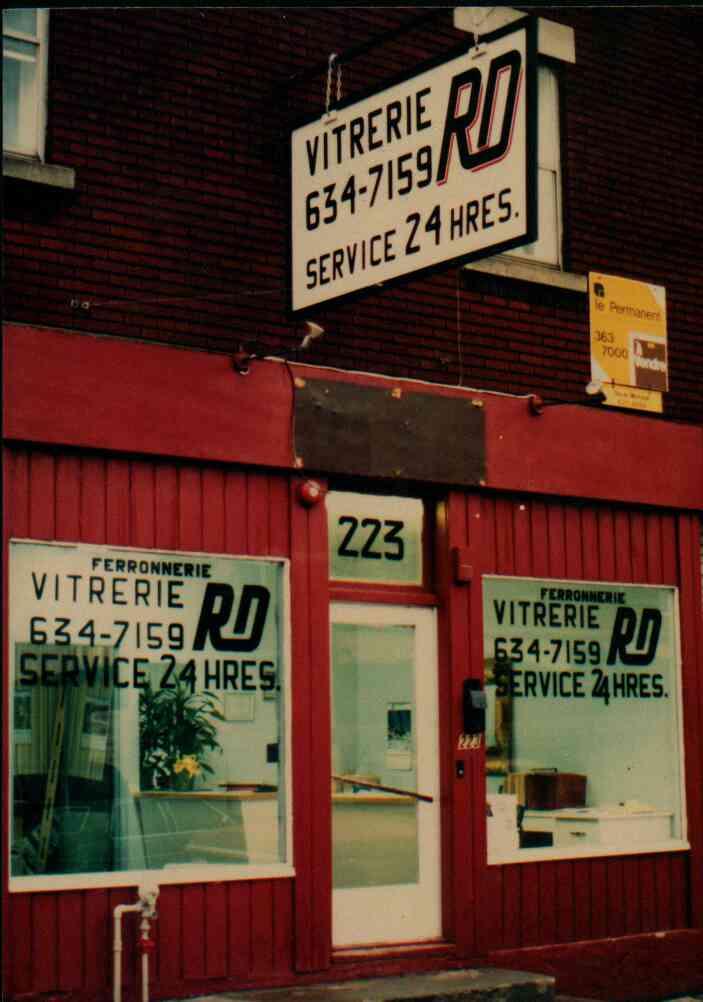 VITRERIE RD
634-7159
SERVICE 24 HRES.
le Permanent
363
7000
à
Vendre
223
FERRONNERIE
VITRERIE RD
634-7159
SERVICE 24 HRES.
FERRONNERIE
VITRERIE RD
634-7159
SERVICE 24 HRES.
223